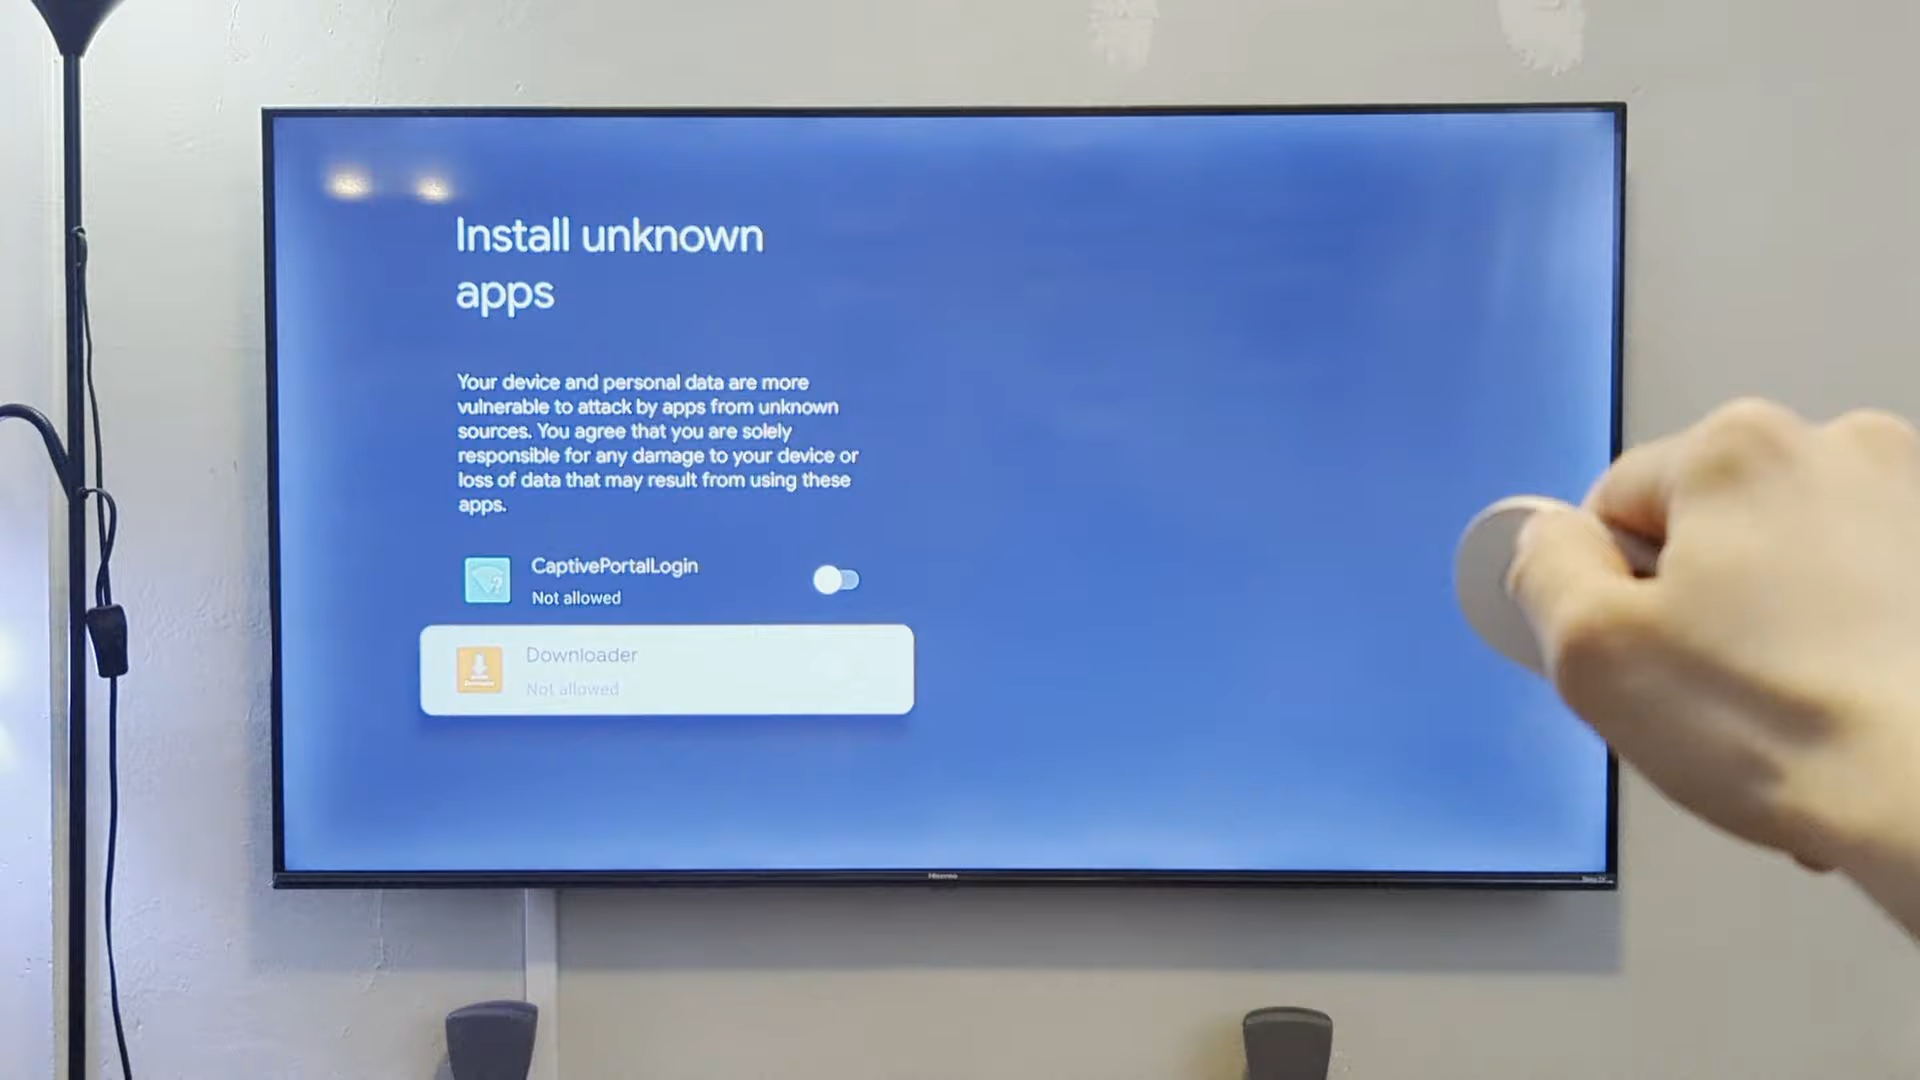 Install unknown
apps
Your device and personal data are more
vulnerable to attack by apps from unknown
sources. You agree that you are solely
responsible for any damage to your device or
loss of data that may result from using these
apps.
CaptivePortalLogin
Not allowed
Downloader
Not allowed
Hisense